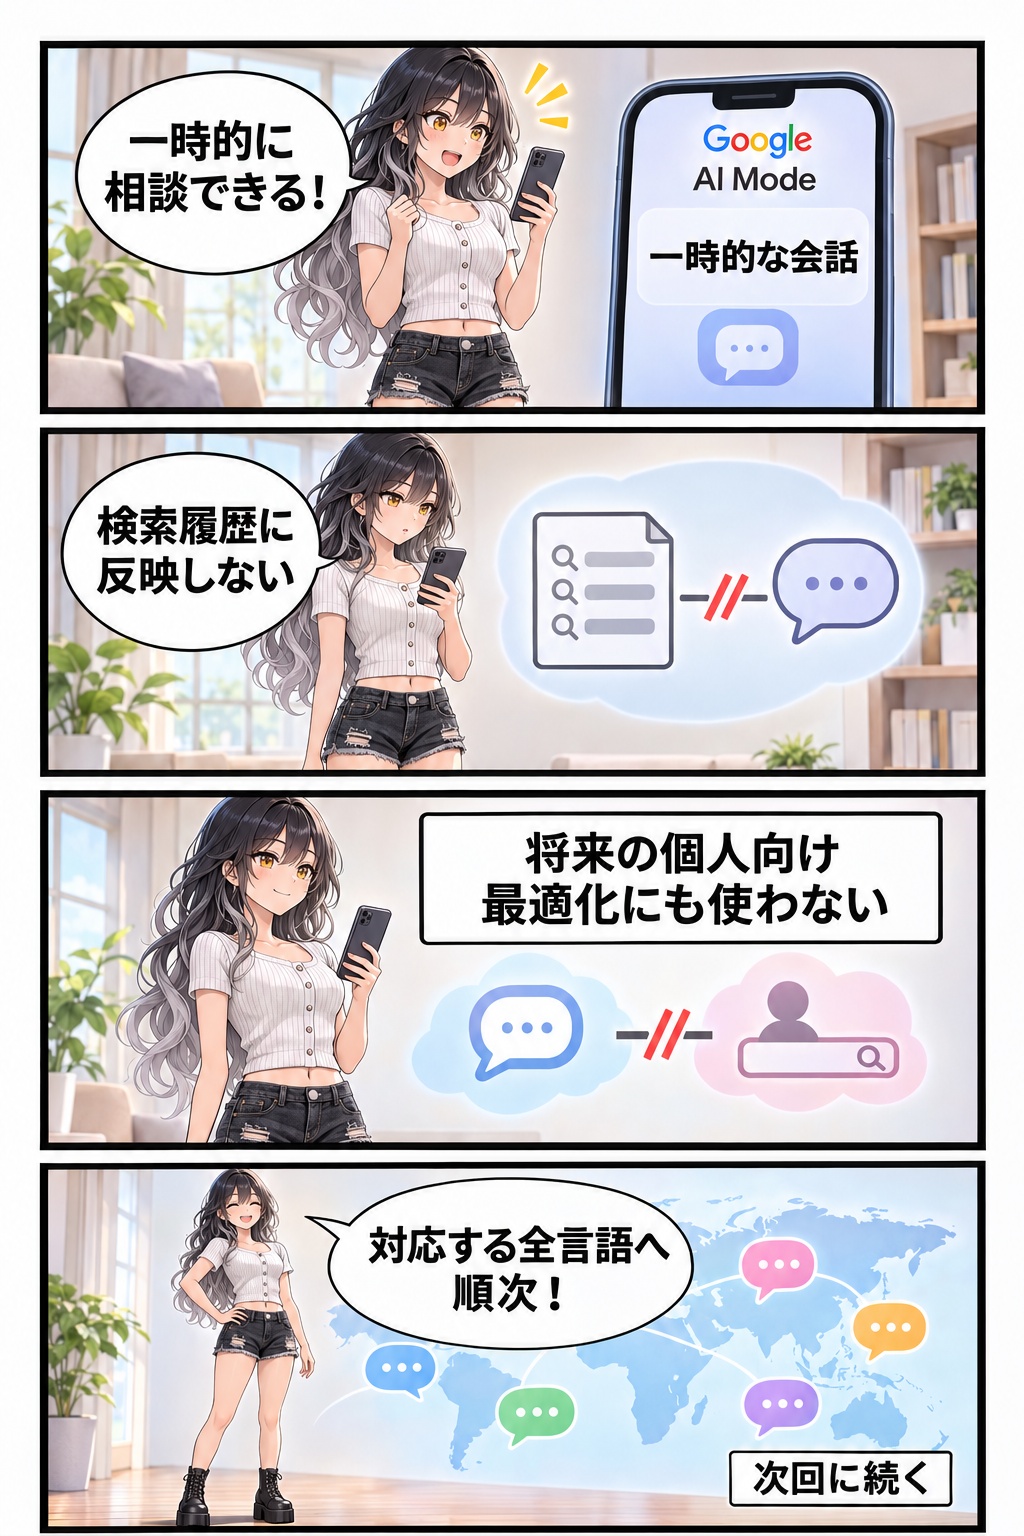 一時的に
相談できる！
Google
AI Mode
一時的な会話
検索履歴に
反映しない
将来の個人向け
最適化にも使わない
対応する全言語へ
順次！
次回に続く